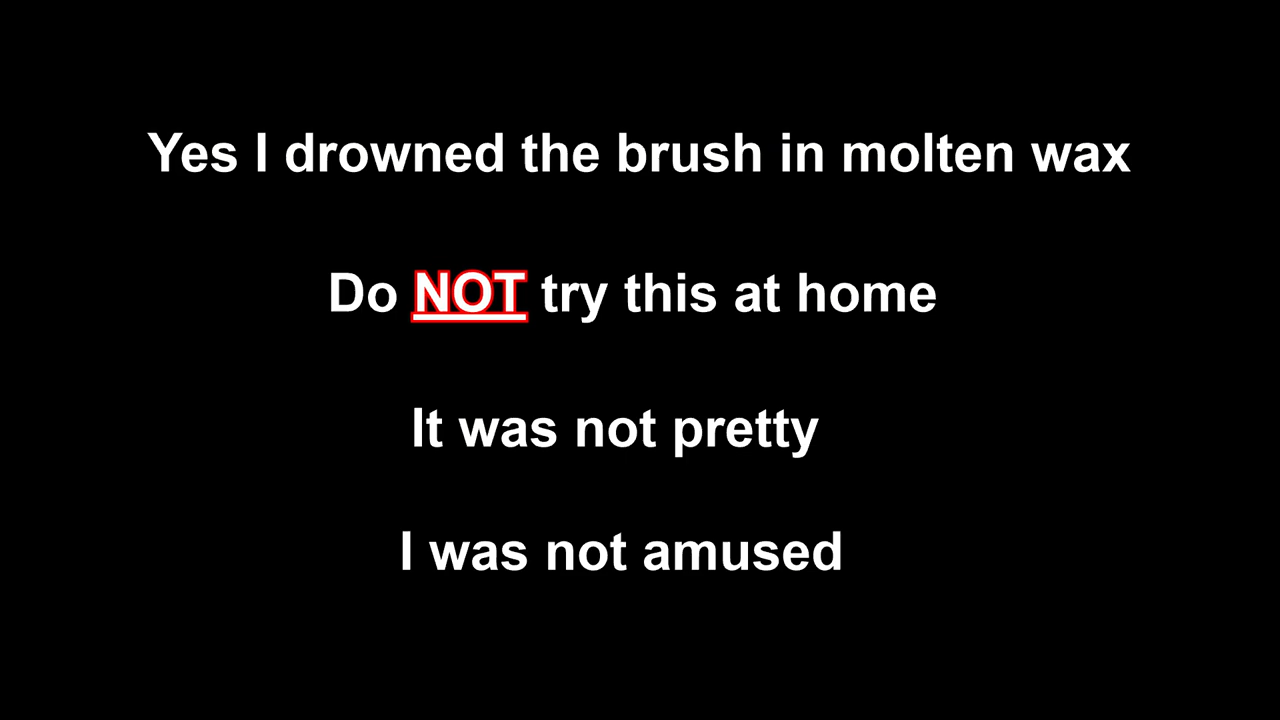 Yes I drowned the brush in molten wax
Do NOT try this at home
It was not pretty
I was not amused